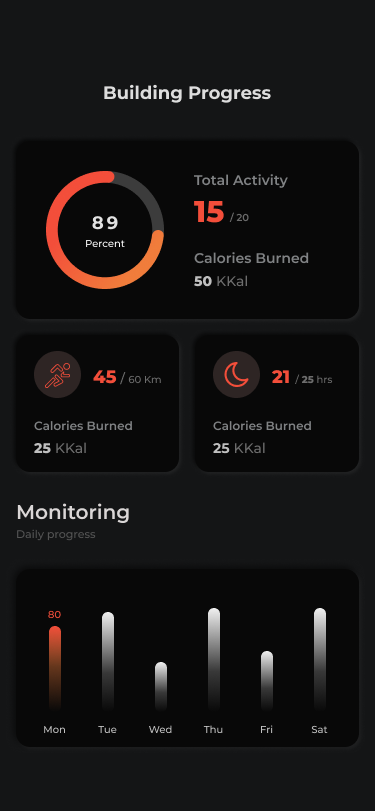 Building Progress
89
Percent
Total Activity
15 / 20
Calories Burned
50 KKal
45 / 60 Km
Calories Burned
25 KKal
21 / 25 hrs
Calories Burned
25 KKal
Monitoring
Daily progress
80
Mon Tue Wed Thu Fri Sat